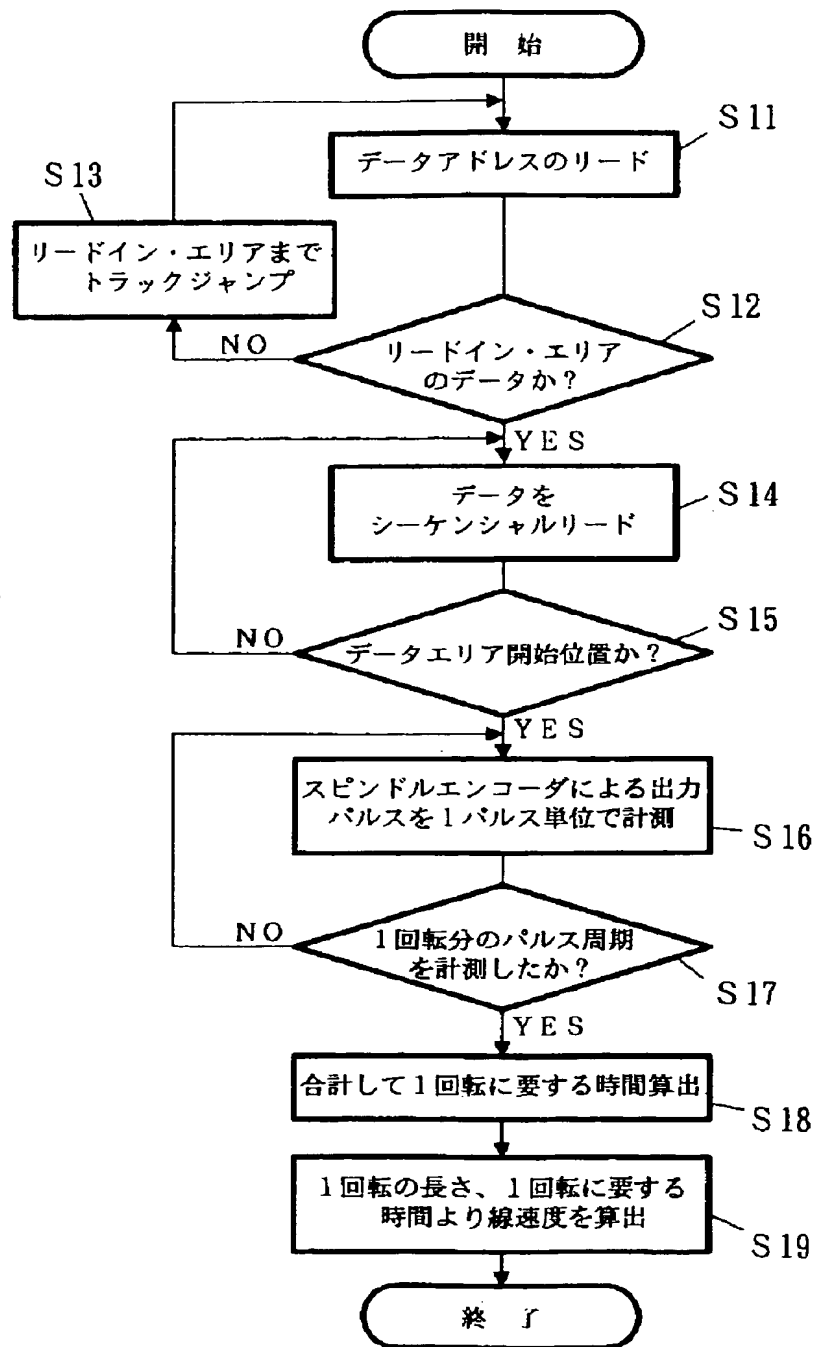 開 始
S11
データアドレスのリード
S13
リードイン・エリアまで
トラックジャンプ
S12
NO
リードイン・エリア
のデータか?
YES
データを
シーケンシャルリード
S14
S15
NO
データエリア開始位置か?
YES
スピンドルエンコーダによる出力
パルスを1パルス単位で計測
S16
NO
1回転分のパルス周期
を計測したか?
S17
YES
合計して1回転に要する時間算出
S18
1回転の長さ、1回転に要する
時間より線速度を算出
S19
終 了